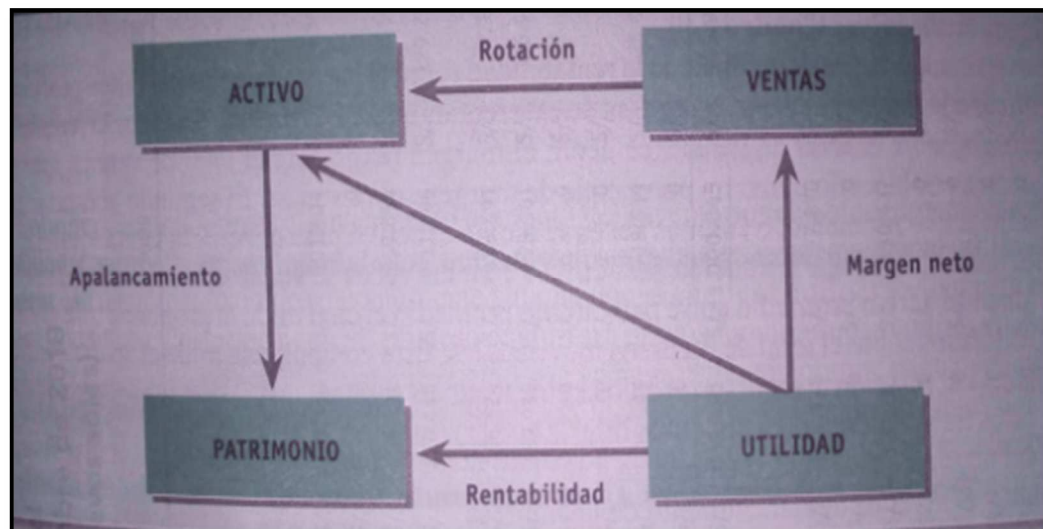 Rotación
ACTIVO
VENTAS
Apalancamiento
Margen neto
PATRIMONIO
UTILIDAD
Rentabilidad